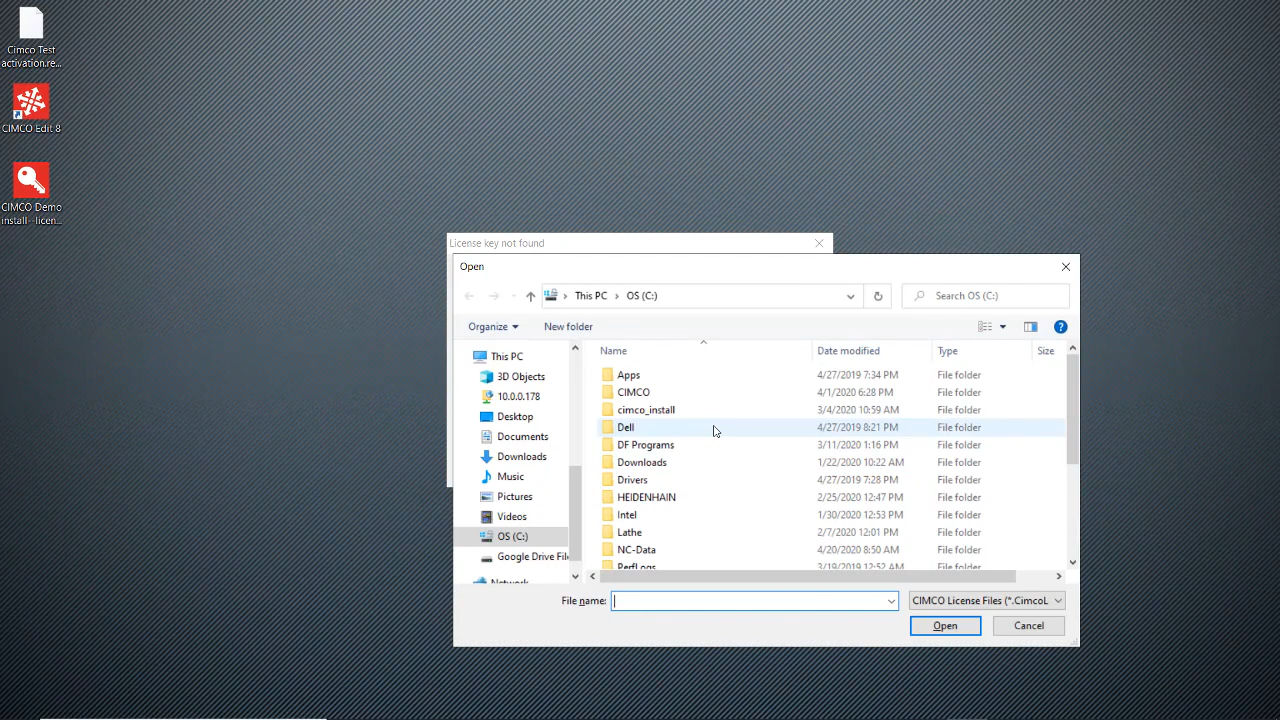 Cimco Test
activation.re...
CIMCO Edit 8
CIMCO Demo
install--licen...
License key not found
Open
This PC › OS (C:)
Search OS (C:)
Organize
New folder
This PC
3D Objects
10.0.0.178
Desktop
Documents
Downloads
Music
Pictures
Videos
OS (C:)
Google Drive Fil
Network
Name Date modified Type Size
Apps 4/27/2019 7:34 PM File folder
CIMCO 4/1/2020 6:28 PM File folder
cimco_install 3/4/2020 10:59 AM File folder
Dell 4/27/2019 8:21 PM File folder
DF Programs 3/11/2020 1:16 PM File folder
Downloads 1/22/2020 10:22 AM File folder
Drivers 4/27/2019 7:28 PM File folder
HEIDENHAIN 2/25/2020 12:47 PM File folder
Intel 1/30/2020 12:53 PM File folder
Lathe 2/7/2020 12:01 PM File folder
NC-Data 4/20/2020 8:50 AM File folder
PerfLogs 3/19/2019 12:52 AM File folder
File name:
CIMCO License Files (*.CimcoL
Open
Cancel